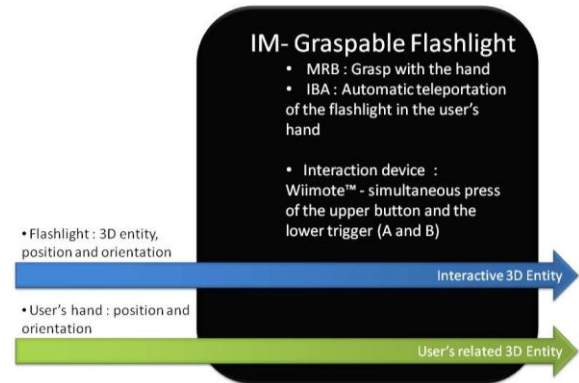 IM- Graspable Flashlight
• MRB : Grasp with the hand
• IBA : Automatic teleportation
of the flashlight in the user's
hand
• Interaction device :
Wiimote™ - simultaneous press
of the upper button and the
lower trigger (A and B)
• Flashlight : 3D entity,
position and orientation
Interactive 3D Entity
• User's hand : position and
orientation
User's related 3D Entity